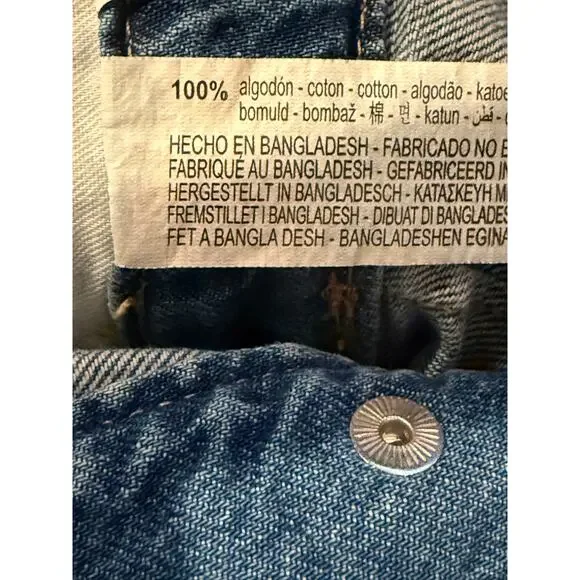 100% algodón - coton - cotton - algodão - katoe
bomuld - bombaž - 棉 - 면 - katun - قطن -
HECHO EN BANGLADESH - FABRICADO NO B
FABRIQUÉ AU BANGLADESH - GEFABRICEERD IN
HERGESTELLT IN BANGLADESCH - ΚΑΤΑΣΚΕΥΗ Μ
FREMSTILLET I BANGLADESH - DIBUAT DI BANGLADES
FET A BANGLA DESH - BANGLADESHEN EGINA